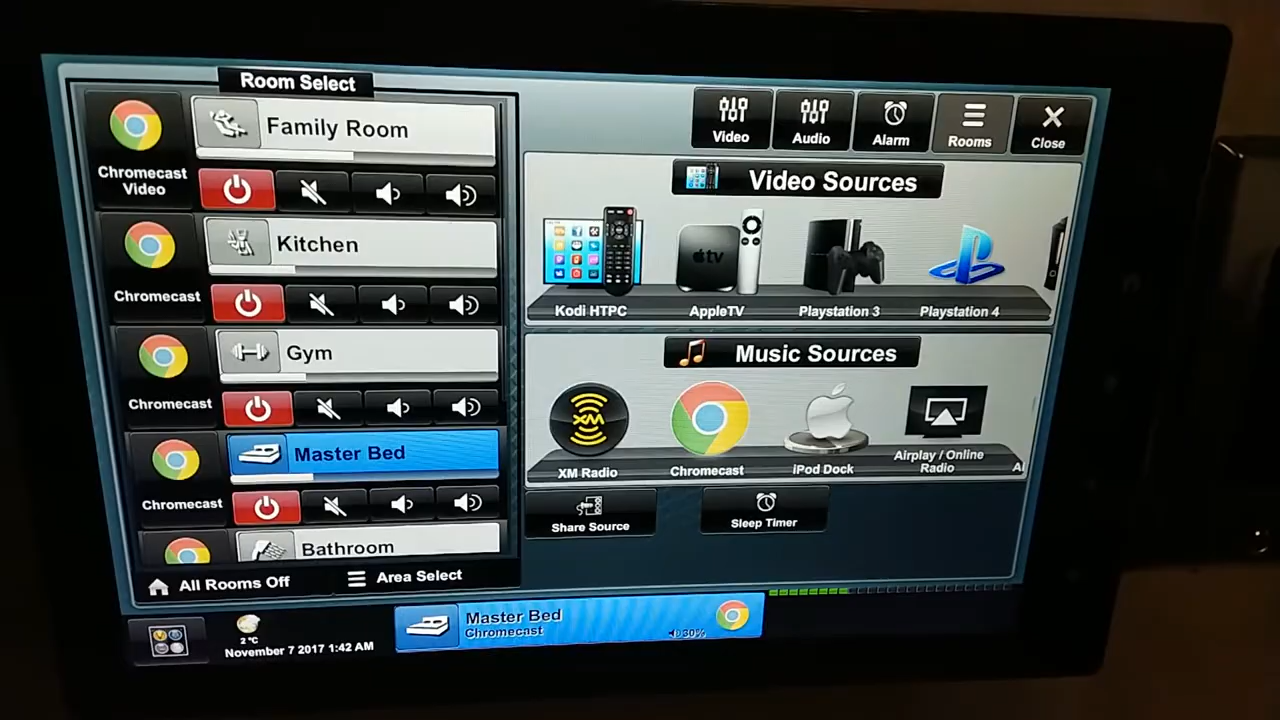 Room Select
Chromecast
Video
Family Room
Kitchen
Chromecast
Gym
Chromecast
Master Bed
Chromecast
Bathroom
All Rooms Off
Area Select
Video
Audio
Alarm
Rooms
Close
Video Sources
tv
Kodi HTPC
AppleTV
Playstation 3
Playstation 4
Music Sources
XM
XM Radio
Chromecast
iPod Dock
Airplay / Online
Radio
Share Source
Sleep Timer
2 °C
November 7 2017 1:42 AM
Master Bed
Chromecast
30%